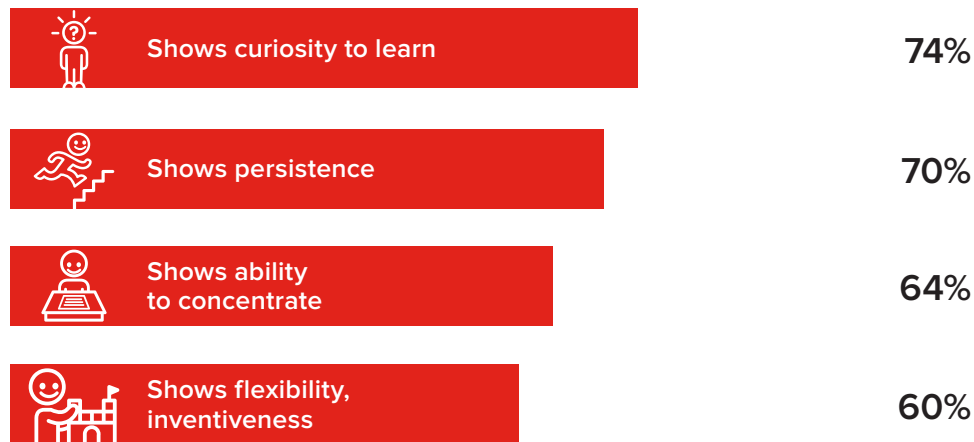 Shows curiosity to learn 74%
Shows persistence 70%
Shows ability
to concentrate 64%
Shows flexibility,
inventiveness 60%